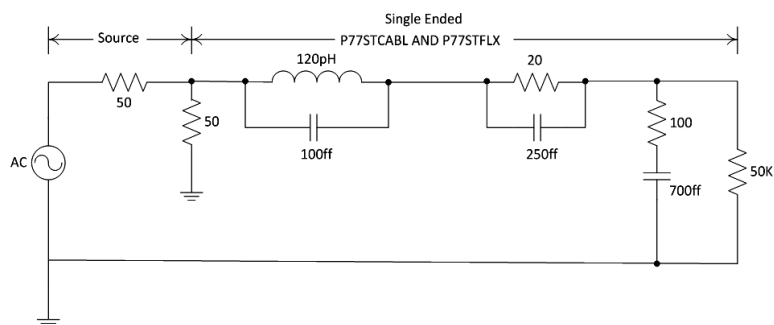 Single Ended
Source
P77STCABL AND P77STFLX
120pH
20
50
50
100
AC
100ff
250ff
50K
700ff